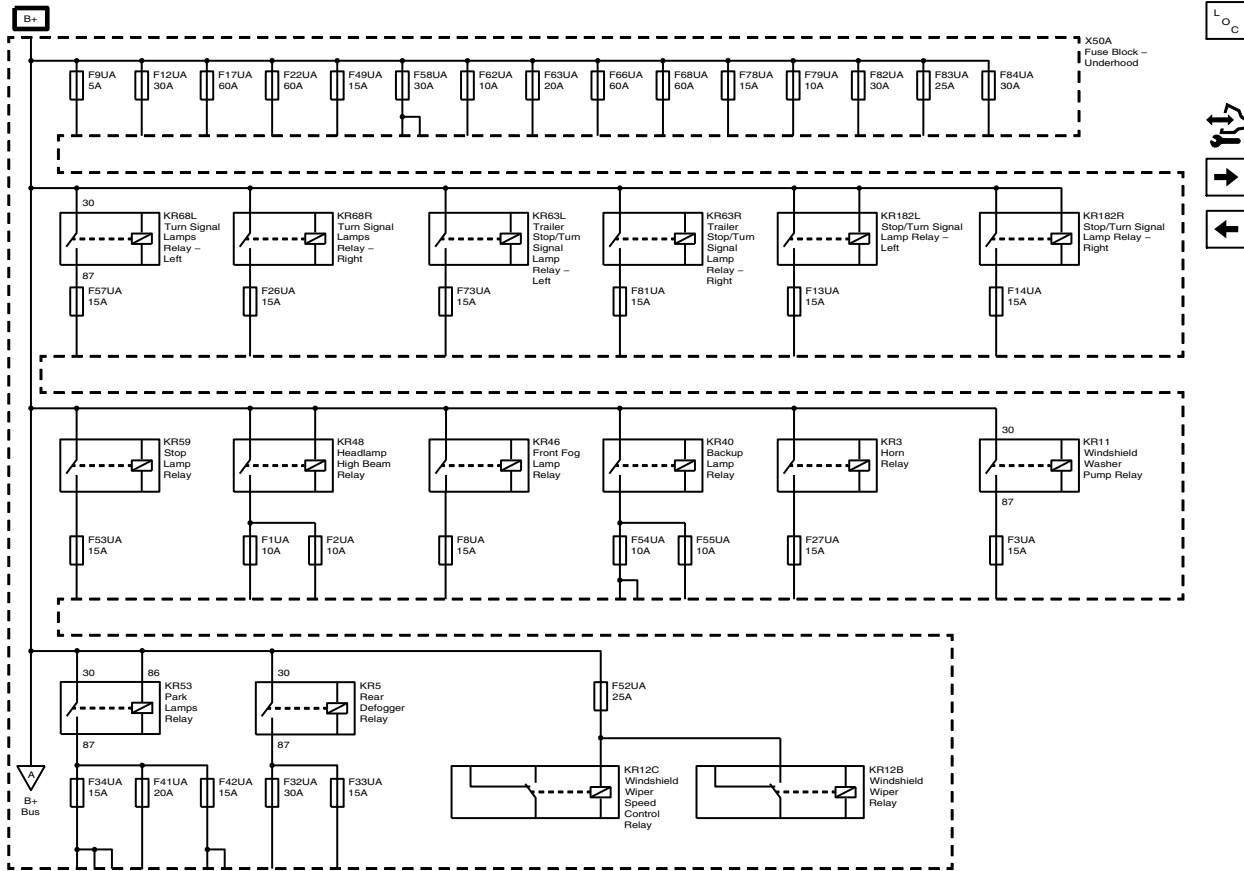 B+
L
O
C
X50A
Fuse Block –
Underhood
F9UA
5A
F12UA
30A
F17UA
60A
F22UA
60A
F49UA
15A
F58UA
30A
F62UA
10A
F63UA
20A
F66UA
60A
F68UA
60A
F78UA
15A
F79UA
10A
F82UA
30A
F83UA
25A
F84UA
30A
30
KR68L
Turn Signal
Lamps
Relay –
Left
87
KR68R
Turn Signal
Lamps
Relay –
Right
KR63L
Trailer
Stop/Turn
Signal
Lamp
Relay –
Left
KR63R
Trailer
Stop/Turn
Signal
Lamp
Relay –
Right
KR182L
Stop/Turn Signal
Lamp Relay –
Left
KR182R
Stop/Turn Signal
Lamp Relay –
Right
F57UA
15A
F26UA
15A
F73UA
15A
F81UA
15A
F13UA
15A
F14UA
15A
KR59
Stop
Lamp
Relay
KR48
Headlamp
High Beam
Relay
KR46
Front Fog
Lamp
Relay
KR40
Backup
Lamp
Relay
KR3
Horn
Relay
30
KR11
Windshield
Washer
Pump Relay
87
F53UA
15A
F1UA
10A
F2UA
10A
F8UA
15A
F54UA
10A
F55UA
10A
F27UA
15A
F3UA
15A
30
86
KR53
Park
Lamps
Relay
87
30
KR5
Rear
Defogger
Relay
87
F52UA
25A
A
B+
Bus
F34UA
15A
F41UA
20A
F42UA
15A
F32UA
30A
F33UA
15A
KR12C
Windshield
Wiper
Speed
Control
Relay
KR12B
Windshield
Wiper
Relay